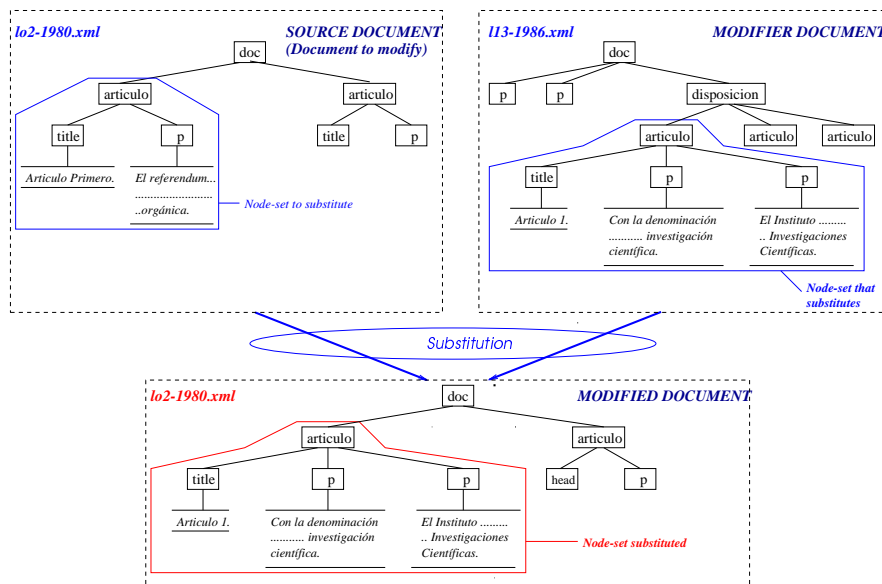 lo2-1980.xml
SOURCE DOCUMENT
(Document to modify)
doc
articulo
articulo
title
p
title
p
Articulo Primero.
El referendum...
..........................
..orgánica.
Node-set to substitute
l13-1986.xml
MODIFIER DOCUMENT
doc
p
p
disposicion
articulo
articulo
articulo
title
p
p
Articulo 1.
Con la denominación
........... investigación
científica.
El Instituto .........
.. Investigaciones
Científicas.
Node-set that
substitutes
Substitution
lo2-1980.xml
MODIFIED DOCUMENT
doc
articulo
articulo
title
p
p
head
p
Articulo 1.
Con la denominación
........... investigación
científica.
El Instituto .........
.. Investigaciones
Científicas.
Node-set substituted